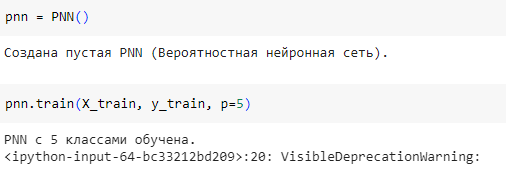 pnn = PNN()
Создана пустая PNN (Вероятностная нейронная сеть).
pnn.train(X_train, y_train, p=5)
PNN с 5 классами обучена.
<ipython-input-64-bc33212bd209>:20: VisibleDeprecationWarning: